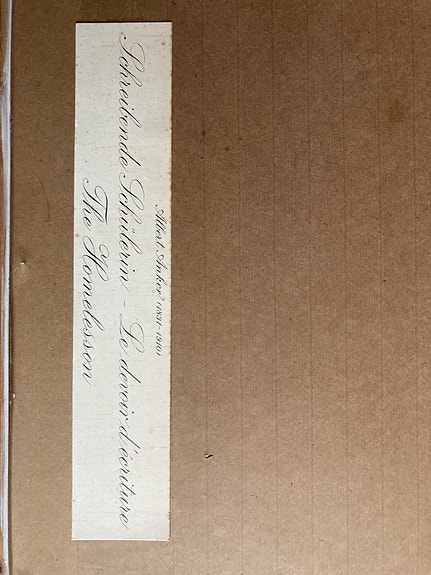 Albert Anker (1831-1910)
Schreibende Schülerin - Le devoir d'écriture
The Homelesson